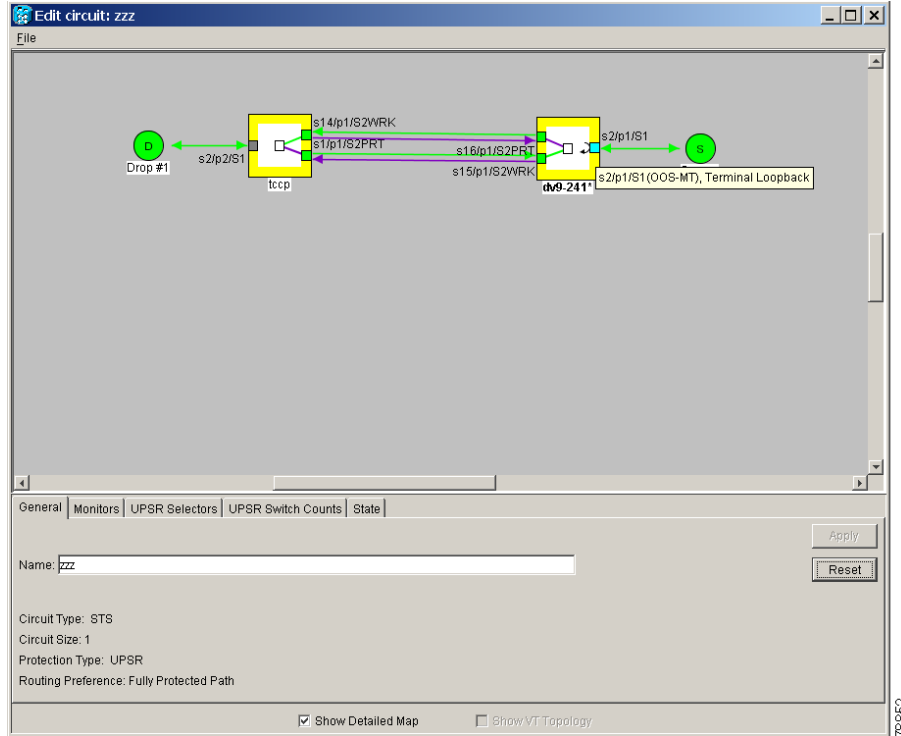 Edit circuit: zzz
File
s14/p1/S2WRK
s1/p1/S2PRT
s2/p1/S1
D
s2/p2/S1
s16/p1/S2PRT
S
Drop #1
s15/p1/S2WRK
s2/p1/S1(OOS-MT), Terminal Loopback
tccp
dv9-241*
General
Monitors
UPSR Selectors
UPSR Switch Counts
State
Apply
Name: zzz
Reset
Circuit Type: STS
Circuit Size: 1
Protection Type: UPSR
Routing Preference: Fully Protected Path
Show Detailed Map
Show VT Topology
78852